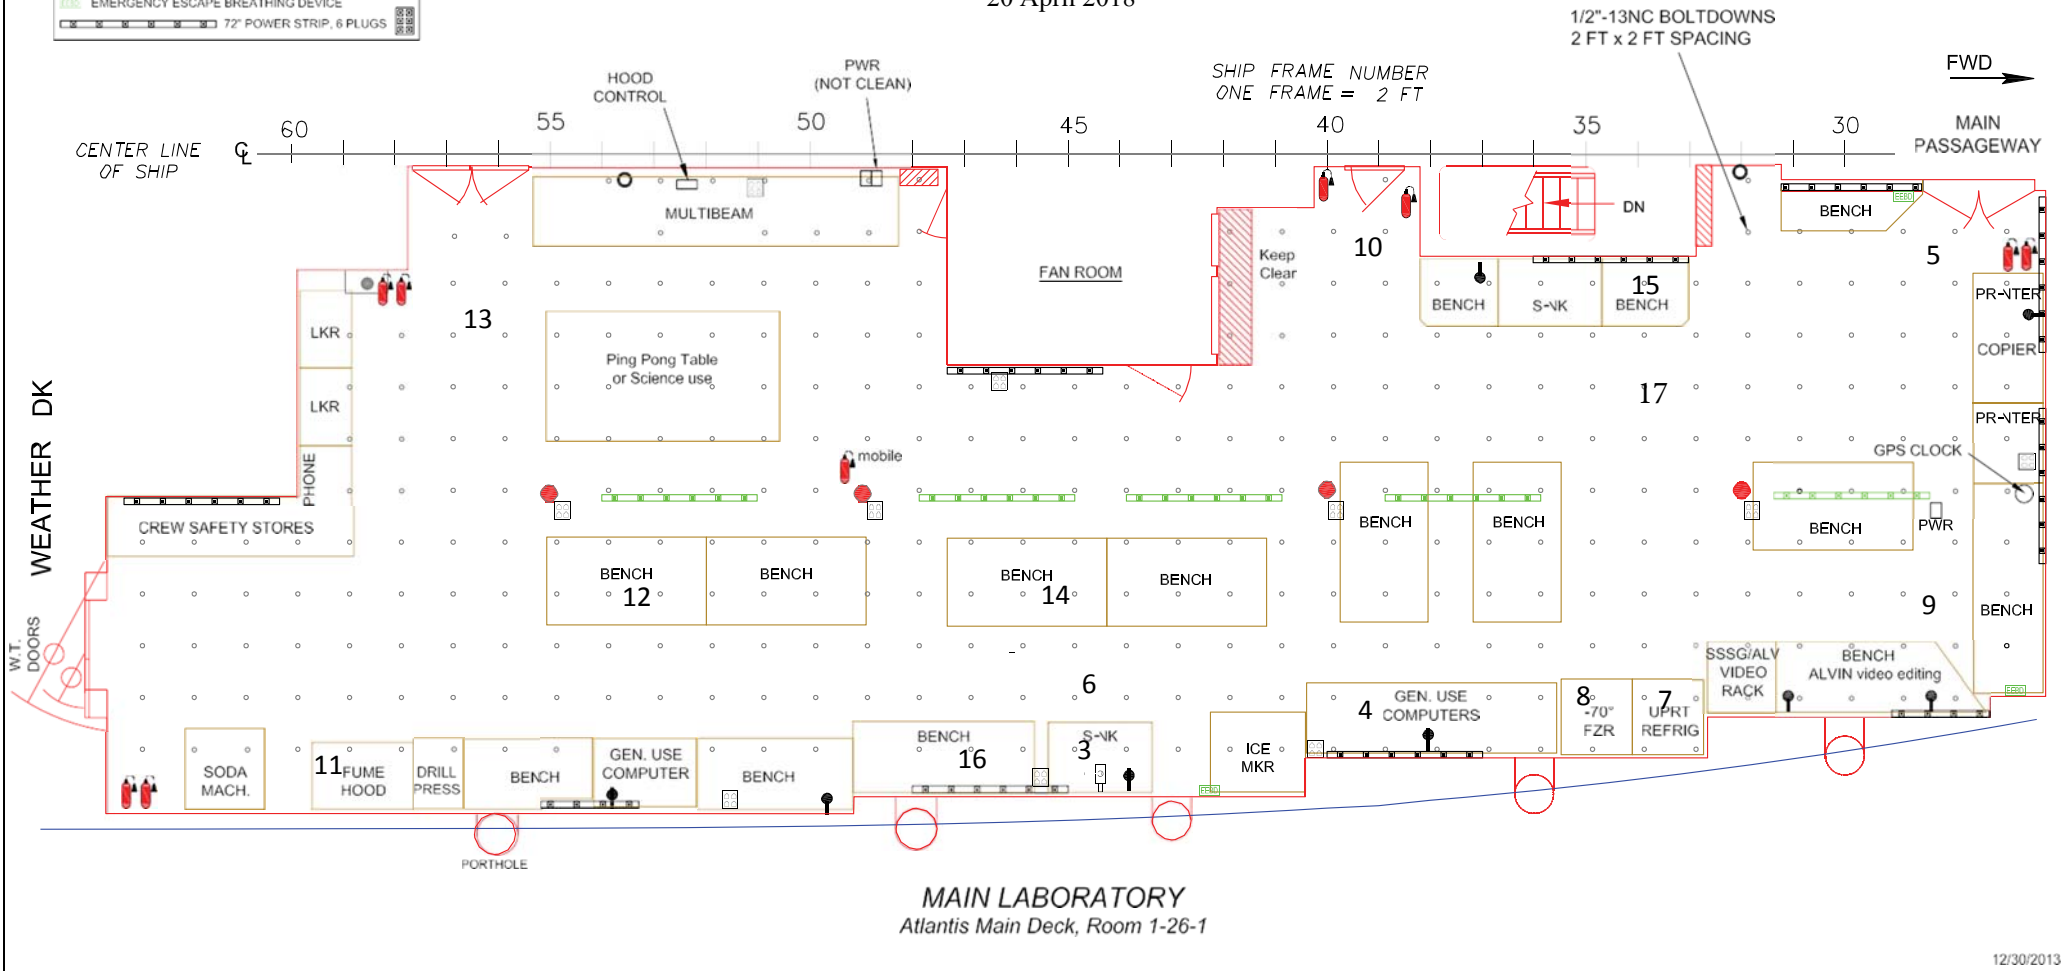 EMERGENCY ESCAPE BREATHING DEVICE
72" POWER STRIP, 6 PLUGS
20 April 2018
1/2"-13NC BOLTDOWNS
2 FT x 2 FT SPACING
FWD
HOOD
CONTROL
PWR
(NOT CLEAN)
SHIP FRAME NUMBER
ONE FRAME = 2 FT
CENTER LINE
OF SHIP
60
55
50
45
40
35
30
MAIN
PASSAGEWAY
MULTIBEAM
FAN ROOM
Keep
Clear
10
DN
BENCH
EEBD
5
LKR
LKR
PHONE
13
Ping Pong Table
or Science use
BENCH
S-NK
15
BENCH
PR-NTER
COPIER
PR-NTER
17
GPS CLOCK
mobile
WEATHER DK
CREW SAFETY STORES
W.T.
DOORS
BENCH
12
BENCH
BENCH
14
BENCH
BENCH
BENCH
BENCH
PWR
9
BENCH
6
SSSG/ALV
VIDEO
RACK
BENCH
ALVIN video editing
EEBD
4
GEN. USE
COMPUTERS
8
-70°
FZR
7
UPRT
REFRIG
SODA
MACH.
11
FUME
HOOD
DRILL
PRESS
BENCH
GEN. USE
COMPUTER
BENCH
BENCH
16
S-NK
3
ICE
MKR
EEBD
PORTHOLE
MAIN LABORATORY
Atlantis Main Deck, Room 1-26-1
12/30/2013